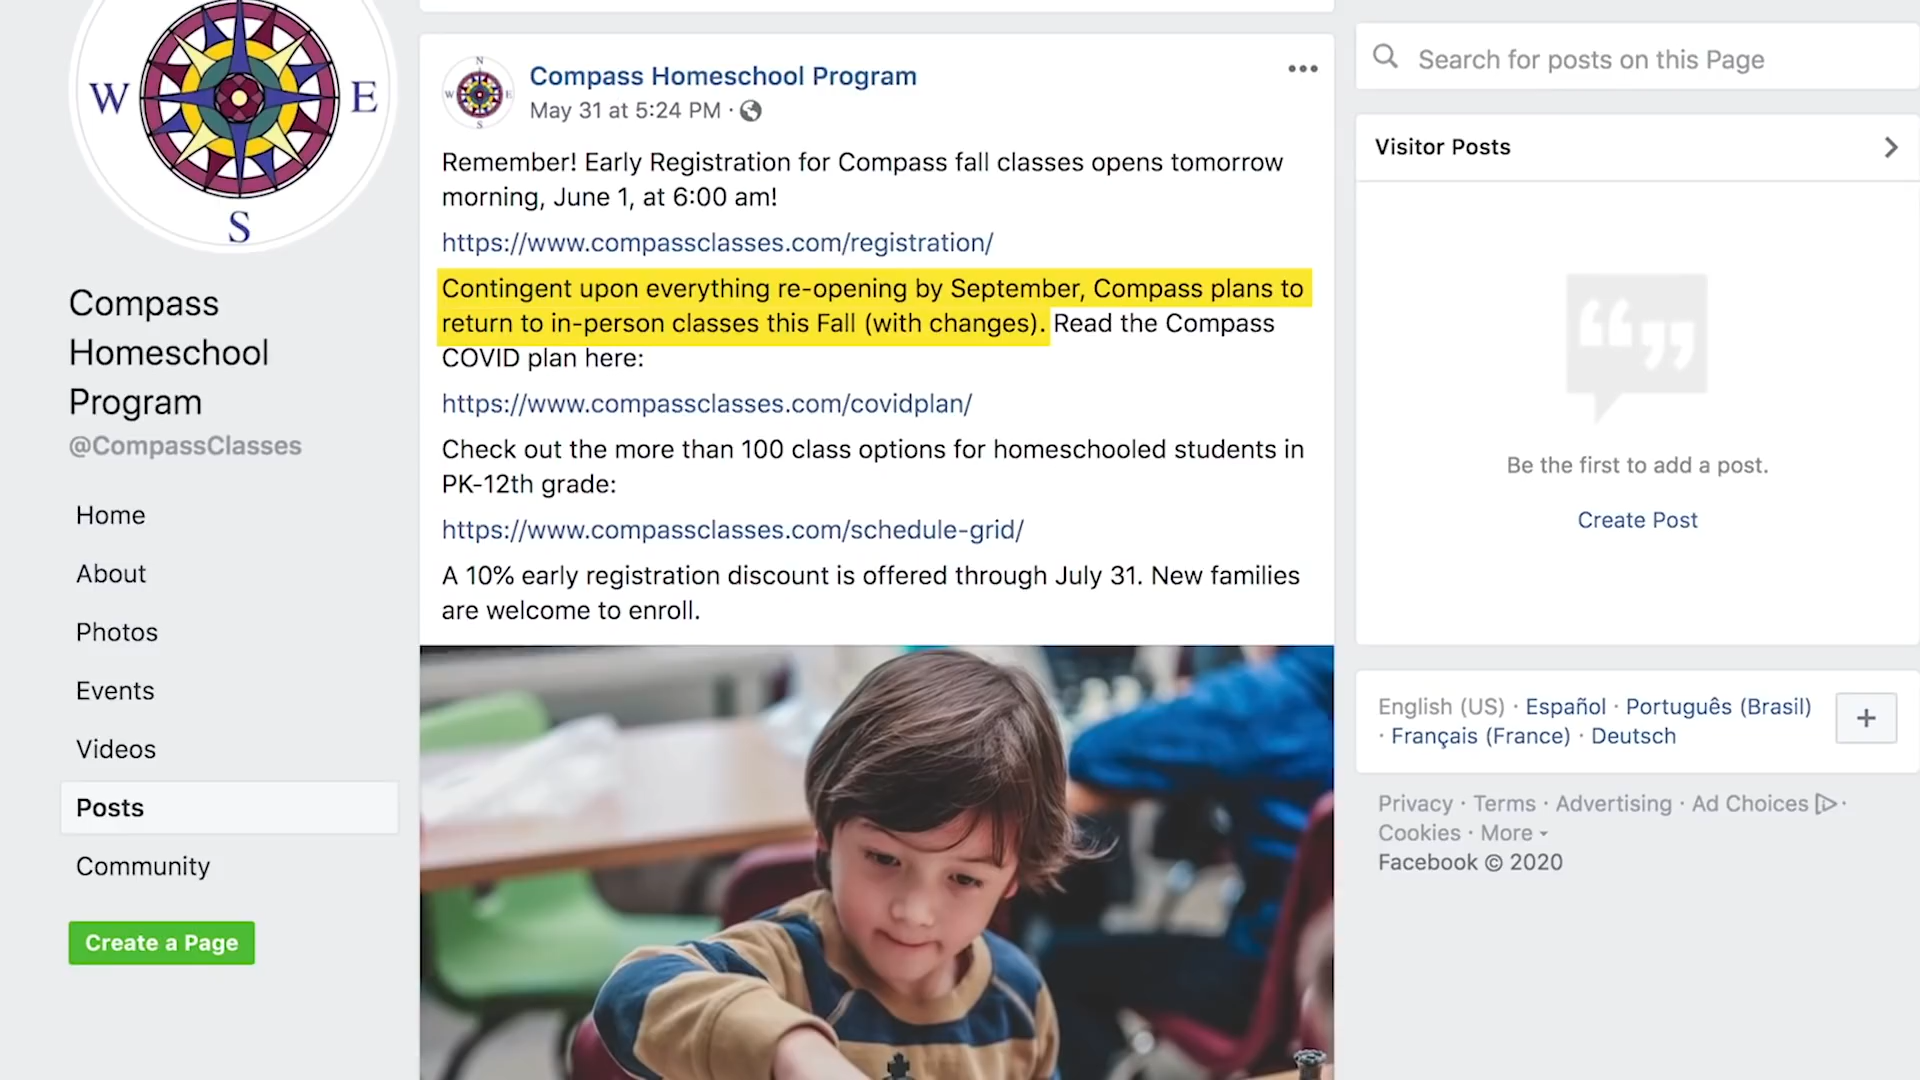 W
E
S
Compass
Homeschool
Program
@CompassClasses
Home
About
Photos
Events
Videos
Posts
Community
Create a Page
N
W E
S
Compass Homeschool Program
May 31 at 5:24 PM ·
Remember! Early Registration for Compass fall classes opens tomorrow
morning, June 1, at 6:00 am!
https://www.compassclasses.com/registration/
Contingent upon everything re-opening by September, Compass plans to
return to in-person classes this Fall (with changes). Read the Compass
COVID plan here:
https://www.compassclasses.com/covidplan/
Check out the more than 100 class options for homeschooled students in
PK-12th grade:
https://www.compassclasses.com/schedule-grid/
A 10% early registration discount is offered through July 31. New families
are welcome to enroll.
Search for posts on this Page
Visitor Posts
Be the first to add a post.
Create Post
English (US) · Español · Português (Brasil)
· Français (France) · Deutsch
Privacy · Terms · Advertising · Ad Choices ·
Cookies · More
Facebook © 2020